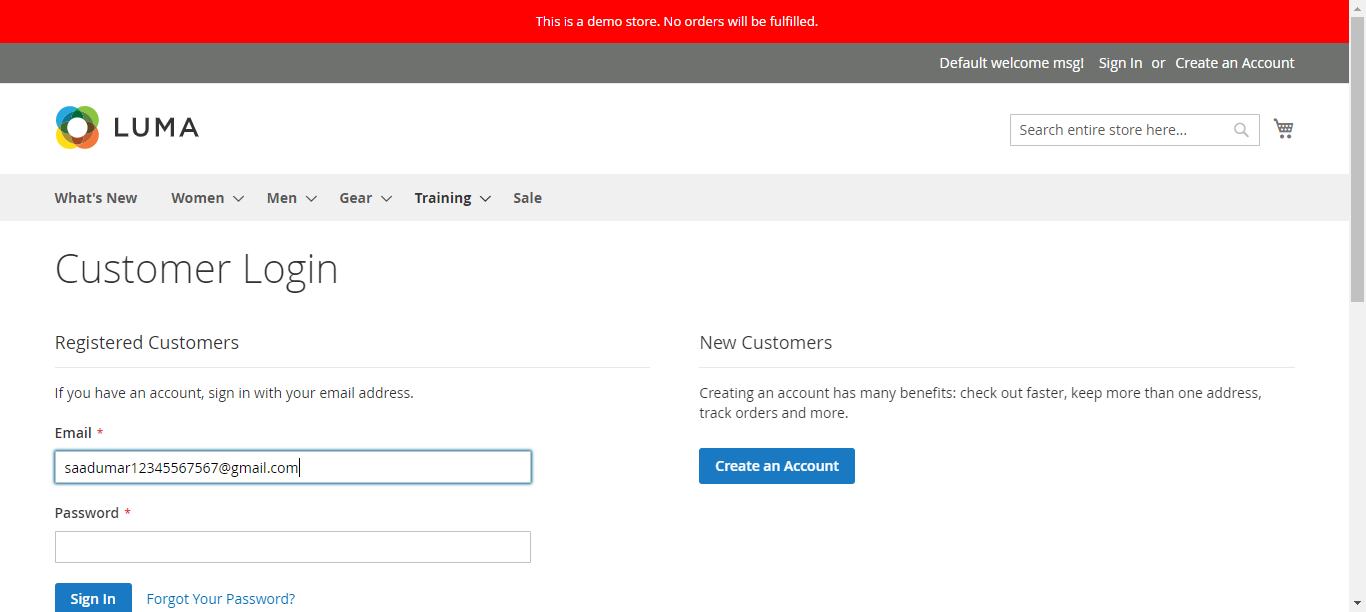 This is a demo store. No orders will be fulfilled.
Default welcome msg! Sign In or Create an Account
LUMA
Search entire store here...
What's New Women Men Gear Training Sale
Customer Login
Registered Customers
If you have an account, sign in with your email address.
Email *
saadumar12345567567@gmail.com
Password *
Sign In Forgot Your Password?
New Customers
Creating an account has many benefits: check out faster, keep more than one address,
track orders and more.
Create an Account